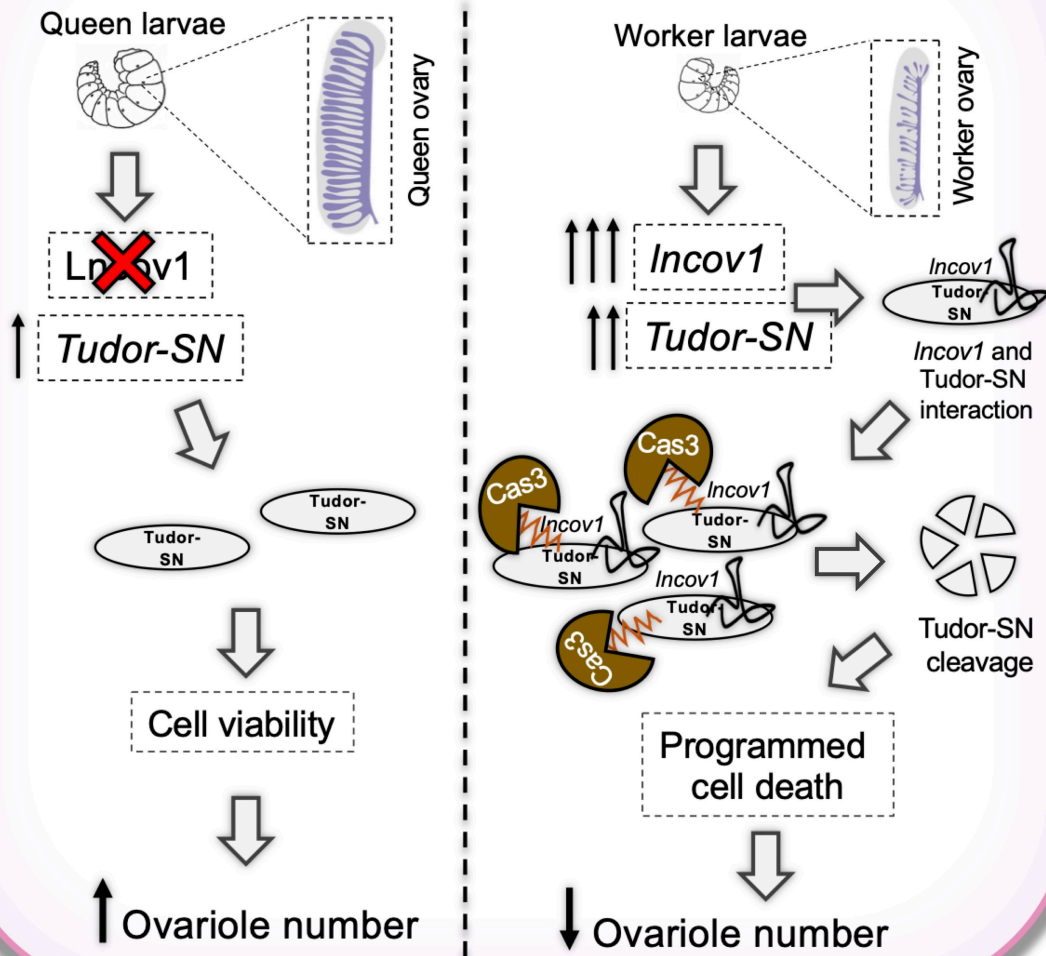 Queen larvae
Queen ovary
Lncov1
Tudor-SN
Tudor-
SN
Tudor-
SN
Cell viability
Ovariole number
Worker larvae
Worker ovary
lncov1
Tudor-SN
lncov1
Tudor-
SN
lncov1 and
Tudor-SN
interaction
Cas3
lncov1
Tudor-
SN
Cas3
lncov1
Tudor-
SN
Cas3
lncov1
Tudor-
SN
Tudor-SN
cleavage
Programmed
cell death
Ovariole number